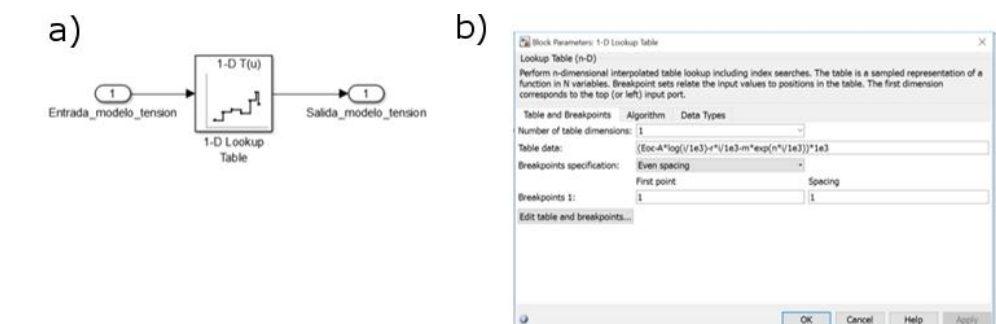 a)
1-D T(u)
1
Entrada_modelo_tension
1
Salida_modelo_tension
1-D Lookup
Table
b)
Block Parameters: 1-D Lookup Table
Lookup Table (n-D)
Perform n-dimensional interpolated table lookup including index searches. The table is a sampled representation of a
function in N variables. Breakpoint sets relate the input values to positions in the table. The first dimension
corresponds to the top (or left) input port.
Table and Breakpoints Algorithm Data Types
Number of table dimensions: 1
Table data: (Eoc-A*log(i/1e3)-r*i/1e3-m*exp(n*i/1e3))*1e3
Breakpoints specification: Even spacing
First point Spacing
Breakpoints 1: 1 1
Edit table and breakpoints...
OK Cancel Help Apply